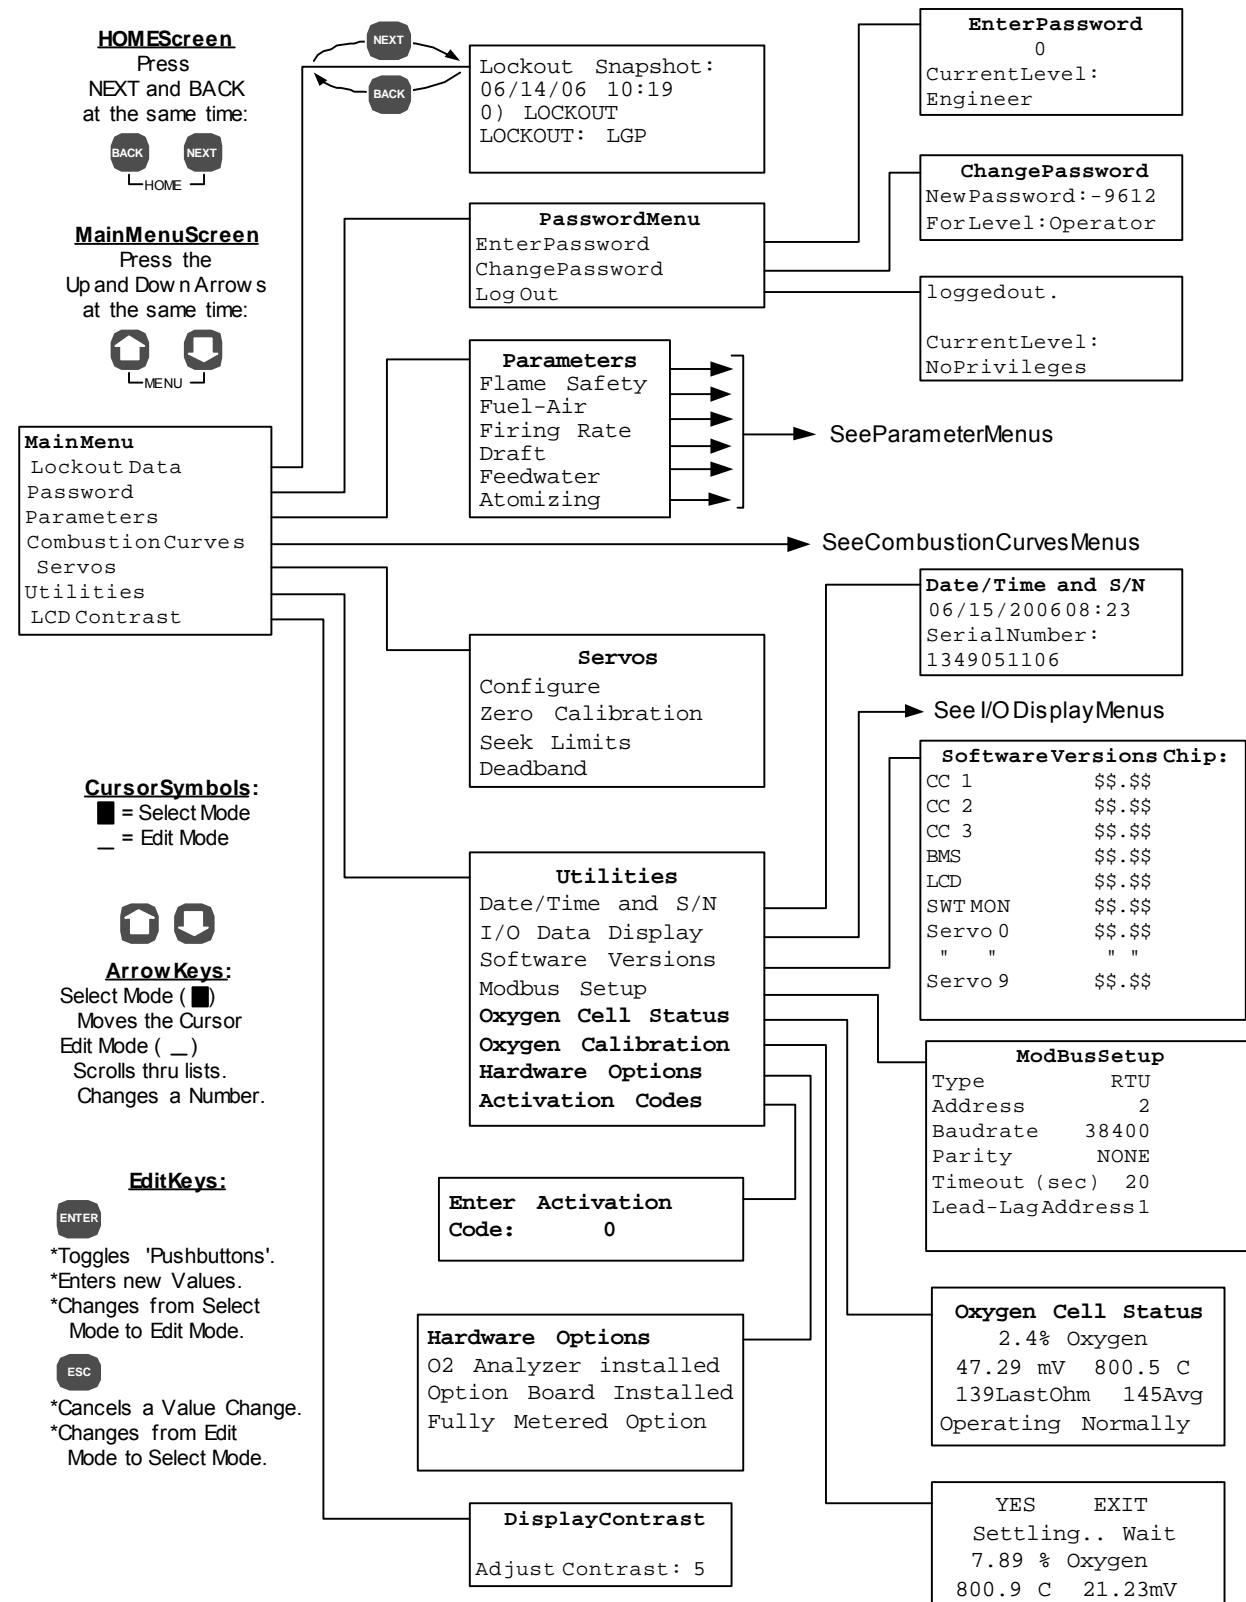 HOMEScreen
Press
NEXT and BACK
at the same time:
BACK NEXT
HOME
MainMenuScreen
Press the
Up and Down Arrows
at the same time:
MENU
MainMenu
Lockout Data
Password
Parameters
CombustionCurves
Servos
Utilities
LCD Contrast
CursorSymbols:
= Select Mode
_ = Edit Mode
ArrowKeys:
Select Mode ( )
Moves the Cursor
Edit Mode ( _ )
Scrolls thru lists.
Changes a Number.
EditKeys:
ENTER
*Toggles 'Pushbuttons'.
*Enters new Values.
*Changes from Select
Mode to Edit Mode.
ESC
*Cancels a Value Change.
*Changes from Edit
Mode to Select Mode.
NEXT
BACK
Lockout Snapshot:
06/14/06 10:19
0) LOCKOUT
LOCKOUT: LGP
PasswordMenu
EnterPassword
ChangePassword
Log Out
Parameters
Flame Safety
Fuel-Air
Firing Rate
Draft
Feedwater
Atomizing
SeeParameterMenus
SeeCombustionCurvesMenus
Servos
Configure
Zero Calibration
Seek Limits
Deadband
Utilities
Date/Time and S/N
I/O Data Display
Software Versions
Modbus Setup
Oxygen Cell Status
Oxygen Calibration
Hardware Options
Activation Codes
Enter Activation
Code: 0
Hardware Options
O2 Analyzer installed
Option Board Installed
Fully Metered Option
DisplayContrast
Adjust Contrast: 5
EnterPassword
0
CurrentLevel:
Engineer
ChangePassword
NewPassword:-9612
ForLevel:Operator
loggedout.
CurrentLevel:
NoPrivileges
Date/Time and S/N
06/15/200608:23
SerialNumber:
1349051106
See I/O DisplayMenus
SoftwareVersions Chip:
CC 1 $$.$$
CC 2 $$.$$
CC 3 $$.$$
BMS $$.$$
LCD $$.$$
SWT MON $$.$$
Servo 0 $$.$$
" " " "
Servo 9 $$.$$
ModBusSetup
Type RTU
Address 2
Baudrate 38400
Parity NONE
Timeout (sec) 20
Lead-LagAddress1
Oxygen Cell Status
2.4% Oxygen
47.29 mV 800.5 C
139LastOhm 145Avg
Operating Normally
YES EXIT
Settling.. Wait
7.89 % Oxygen
800.9 C 21.23mV